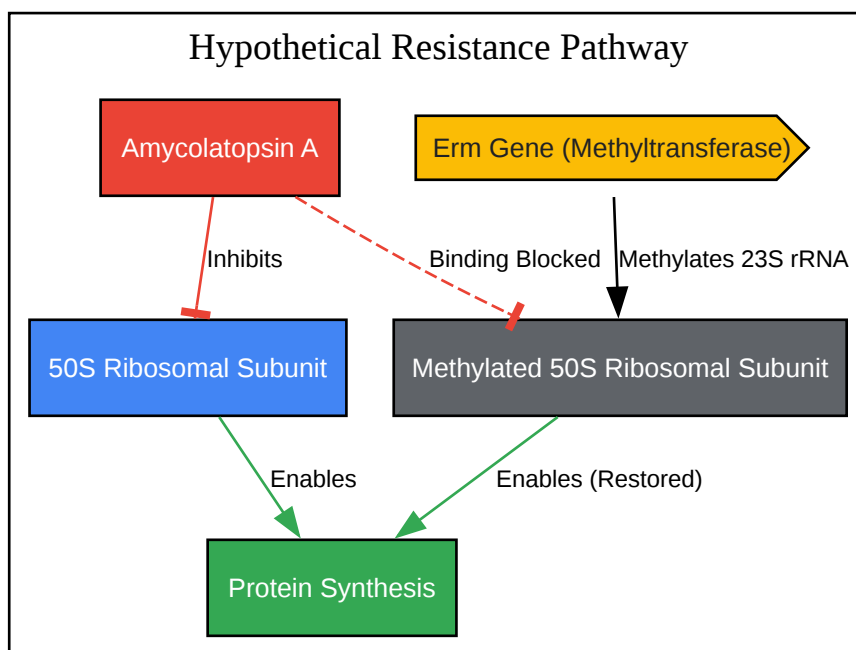 Hypothetical Resistance Pathway
Amycolatopsin A
Erm Gene (Methyltransferase)
Inhibits
Binding Blocked
Methylates 23S rRNA
50S Ribosomal Subunit
Methylated 50S Ribosomal Subunit
Enables
Enables (Restored)
Protein Synthesis